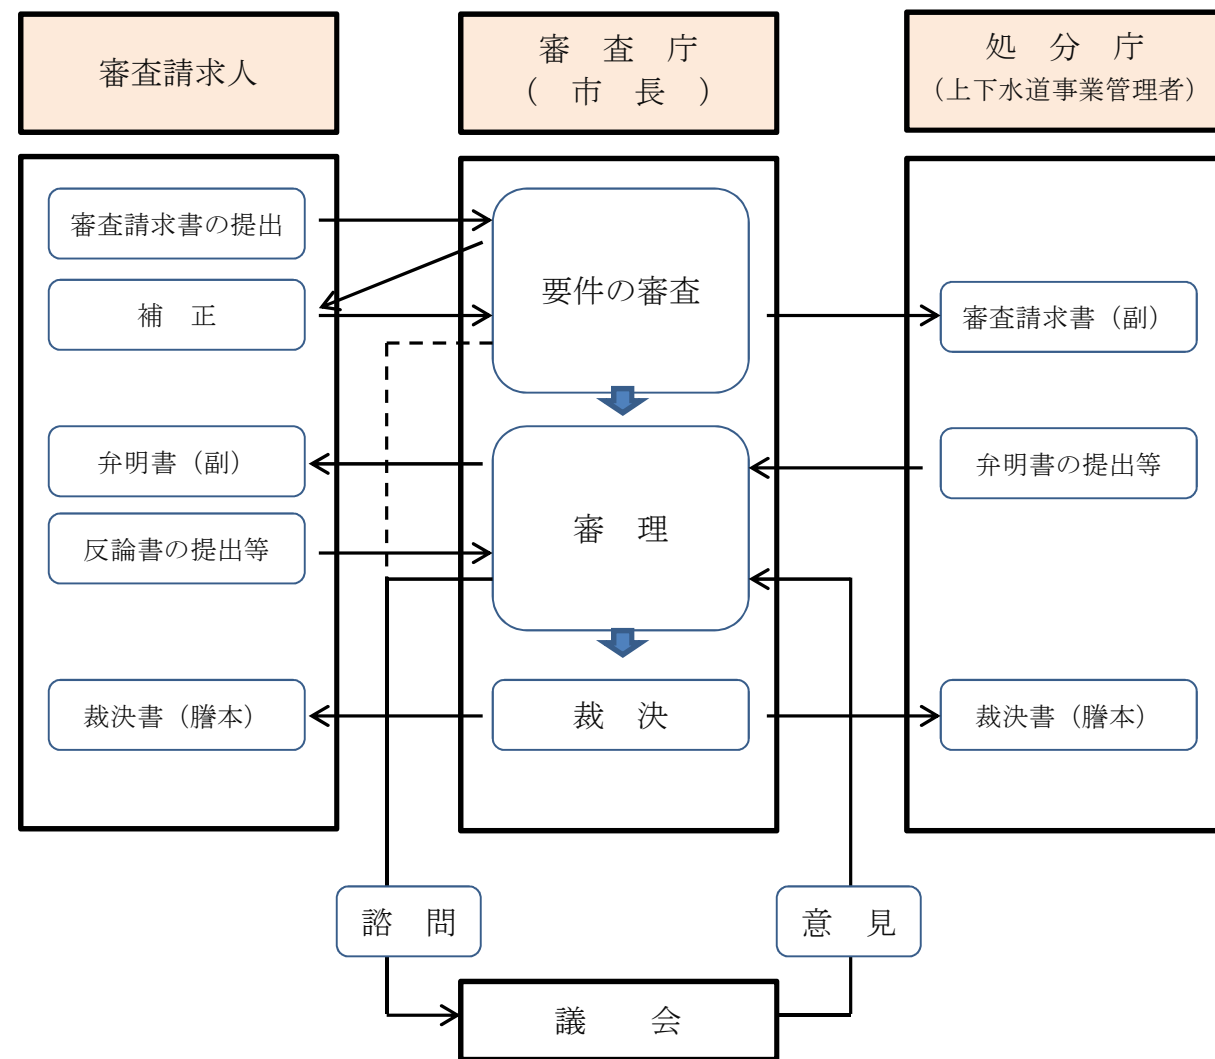 審査請求人
審　査　庁
（　市　長　）
処　分　庁
（上下水道事業管理者）
審査請求書の提出
補　正
要件の審査
審査請求書（副）
弁明書（副）
弁明書の提出等
反論書の提出等
審　理
裁決書（謄本）
裁　決
裁決書（謄本）
諮　問
意　見
議　　会